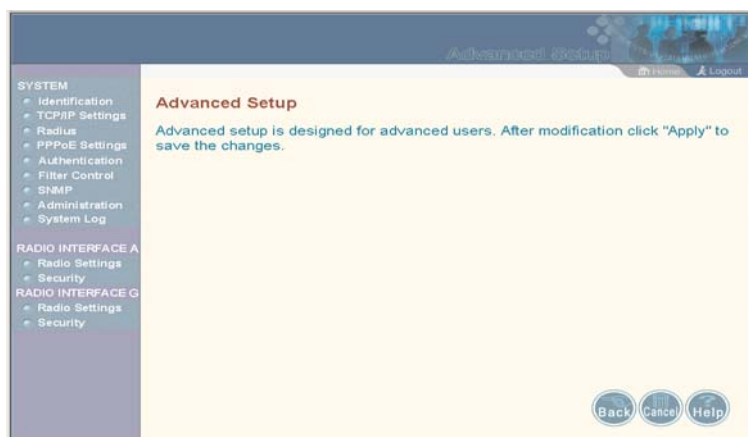 Advanced Setup
Home Logout
SYSTEM
Identification
TCP/IP Settings
Radius
PPPoE Settings
Authentication
Filter Control
SNMP
Administration
System Log
RADIO INTERFACE A
Radio Settings
Security
RADIO INTERFACE G
Radio Settings
Security
Advanced Setup
Advanced setup is designed for advanced users. After modification click "Apply" to
save the changes.
Back Cancel Help